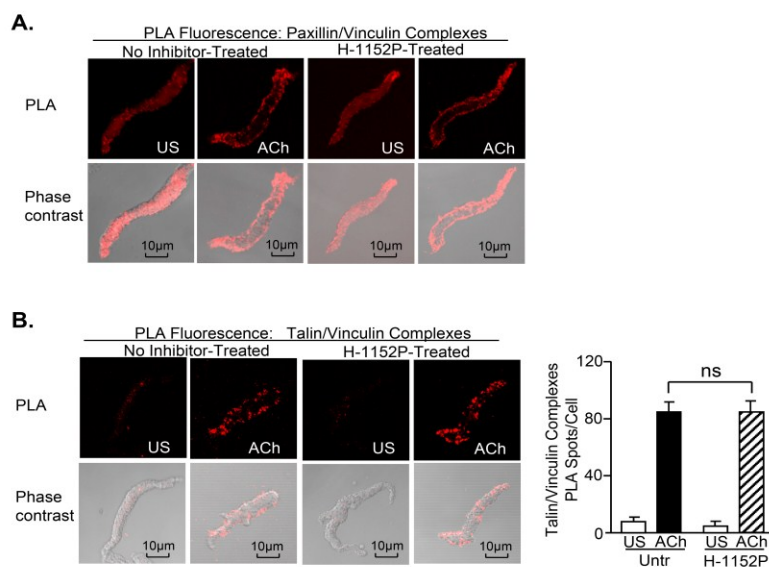 A.
PLA Fluorescence: Paxillin/Vinculin Complexes
No Inhibitor-Treated H-1152P-Treated
PLA
US ACh US ACh
Phase
contrast
10μm 10μm 10μm 10μm
B.
PLA Fluorescence: Talin/Vinculin Complexes
No Inhibitor-Treated H-1152P-Treated
PLA
US ACh US ACh
Phase
contrast
10μm 10μm 10μm 10μm
Talin/Vinculin Complexes
PLA Spots/Cell
120
80
40
0
ns
US ACh US ACh
Untr H-1152P